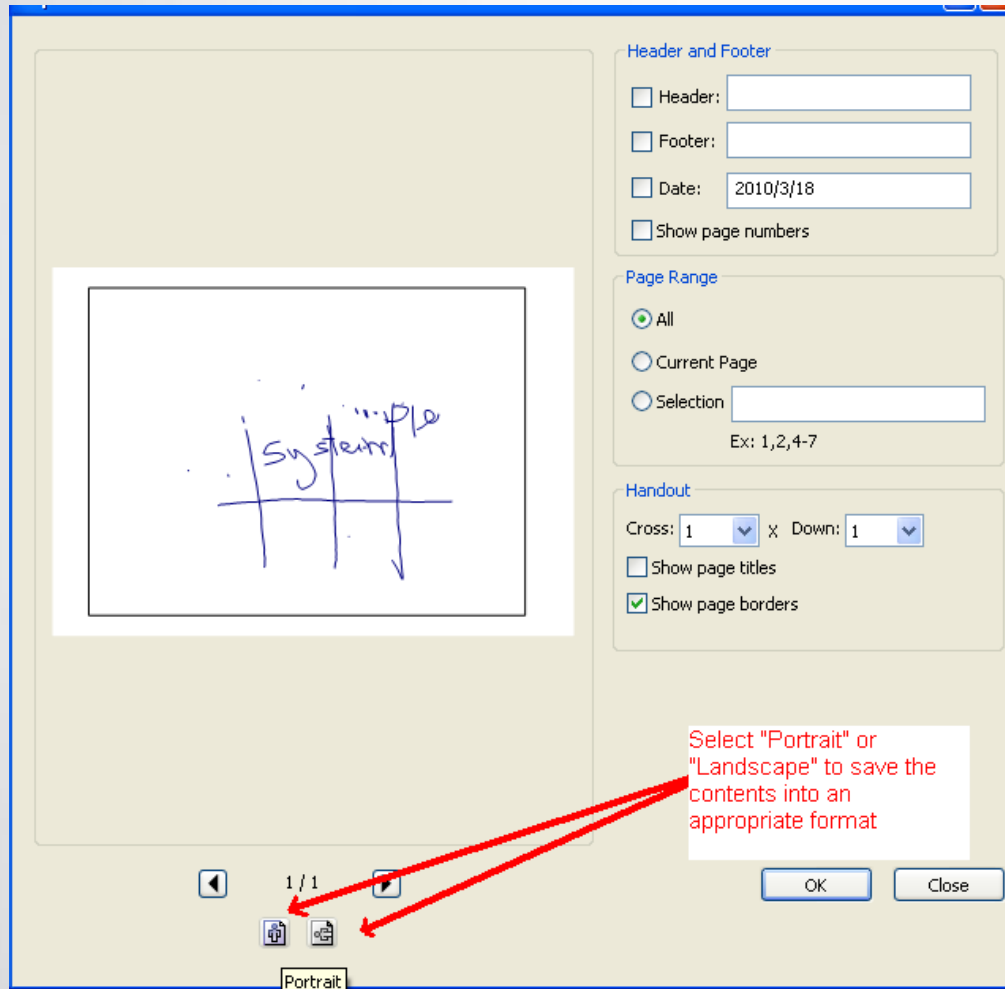 Header and Footer
Header:
Footer:
Date: 2010/3/18
Show page numbers
Page Range
All
Current Page
Selection
Ex: 1,2,4-7
Handout
Cross: 1 x Down: 1
Show page titles
Show page borders
system
Select "Portrait" or
"Landscape" to save the
contents into an
appropriate format
1 / 1
OK Close
Portrait